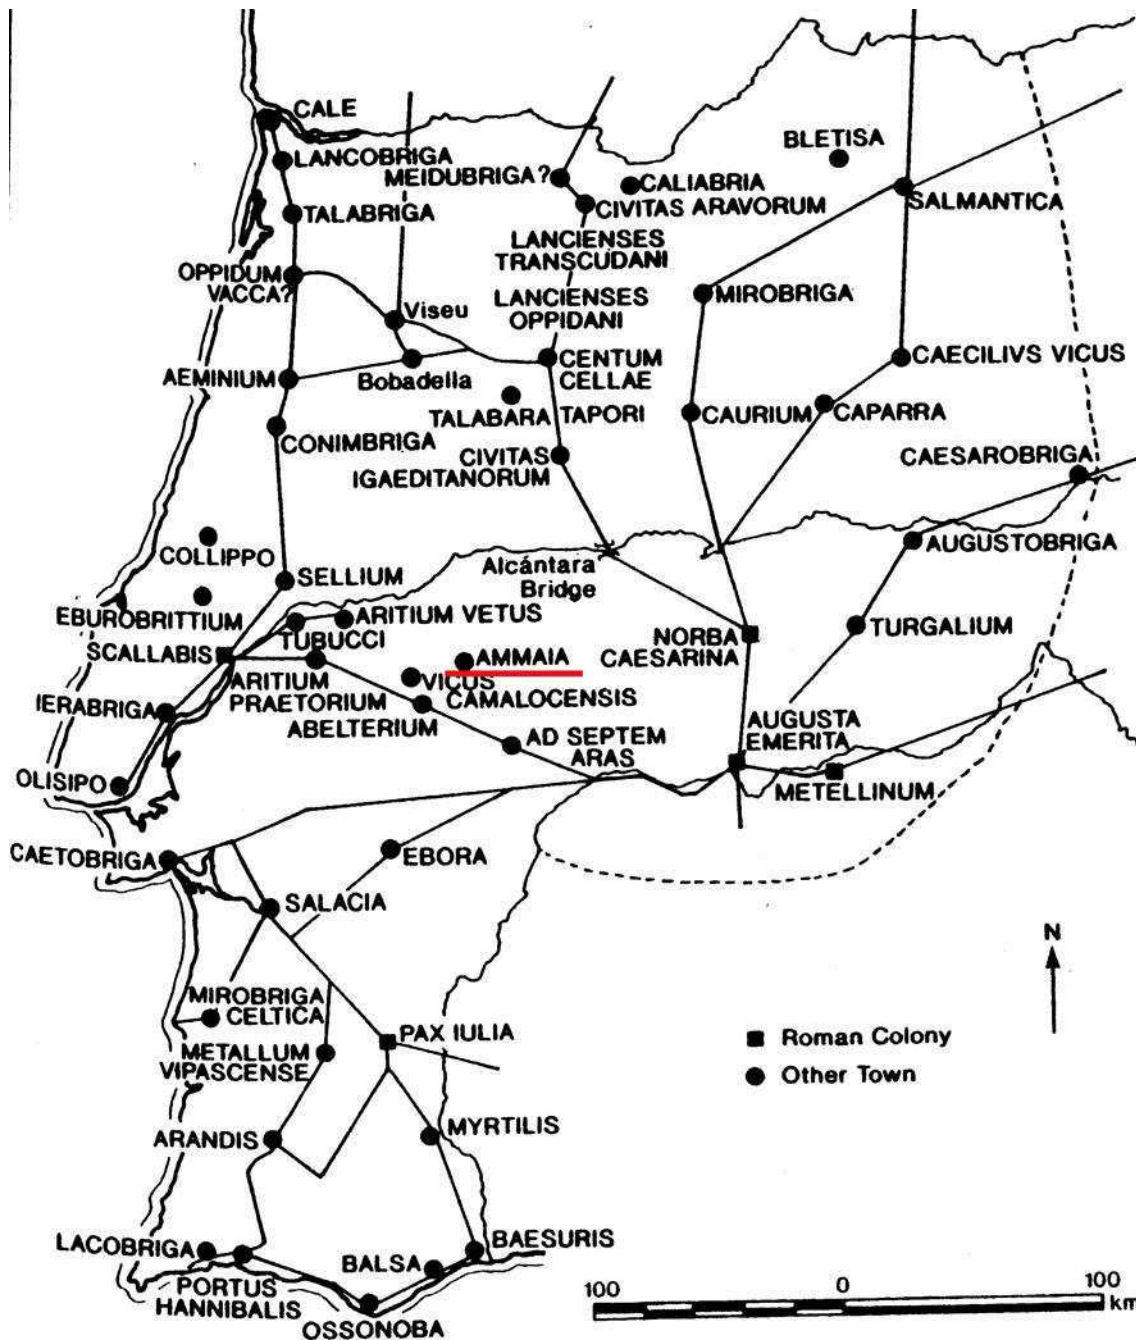 CALE
LANCOBRIGA
MEIDUBRIGA?
CALIABRIA
BLETISA
TALABRIGA
CIVITAS ARAVORUM
SALMANTICA
LANCIENSES
TRANSCUDANI
OPPIDUM
VACCA?
Viseu
LANCIENSES
OPPIDANI
MIROBRIGA
AEMINIUM
Bobadella
CENTUM
CELLAE
CAECILIVS VICUS
TALABARA
TAPORI
CAURIUM
CAPARRA
CONIMBRIGA
CIVITAS
IGAEDITANORUM
CAESAROBRIGA
COLLIPPO
SELLIUM
Alcántara
Bridge
AUGUSTOBRIGA
EBUROBRITTIUM
ARITIUM VETUS
TUBUCCI
SCALLABIS
NORBA
CAESARINA
TURGALIUM
AMMAIA
ARITIUM
PRAETORIUM
VICUS
CAMALOCENSIS
IERABRIGA
ABELTERIUM
AD SEPTEM
ARAS
AUGUSTA
EMERITA
OLISIPO
METELLINUM
CAETOBRIGA
EBORA
SALACIA
N
MIROBRIGA
CELTICA
PAX IULIA
Roman Colony
METALLUM
VIPASCENSE
Other Town
ARANDIS
MYRTILIS
LACOBRIGA
BALSA
BAESURIS
PORTUS
HANNIBALIS
OSSONOBA
100 0 100
km